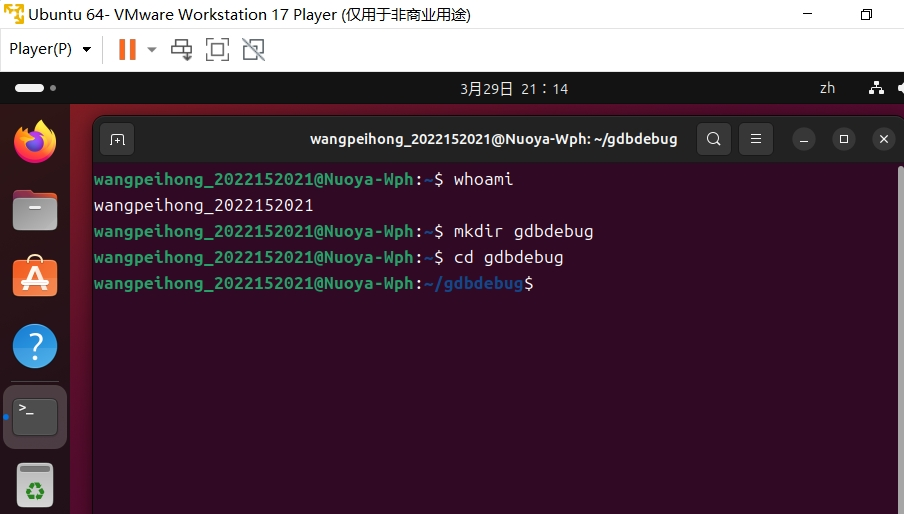 Ubuntu 64- VMware Workstation 17 Player (仅用于非商业用途)
Player(P)
3月29日 21：14
zh
wangpeihong_2022152021@Nuoya-Wph: ~/gdbdebug
wangpeihong_2022152021@Nuoya-Wph:~$ whoami
wangpeihong_2022152021
wangpeihong_2022152021@Nuoya-Wph:~$ mkdir gdbdebug
wangpeihong_2022152021@Nuoya-Wph:~$ cd gdbdebug
wangpeihong_2022152021@Nuoya-Wph:~/gdbdebug$